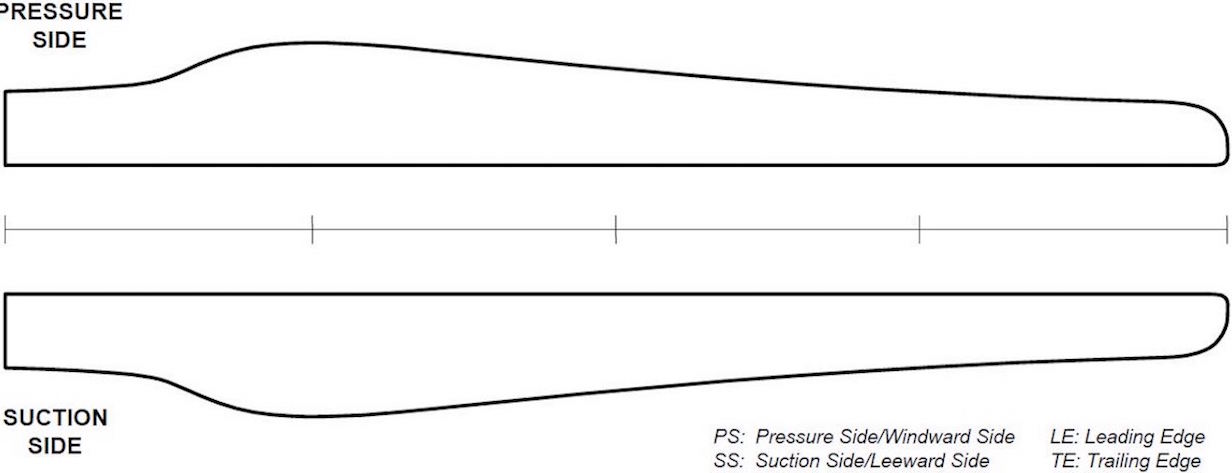 PRESSURE
SIDE
SUCTION
SIDE
PS: Pressure Side/Windward Side
LE: Leading Edge
SS: Suction Side/Leeward Side
TE: Trailing Edge